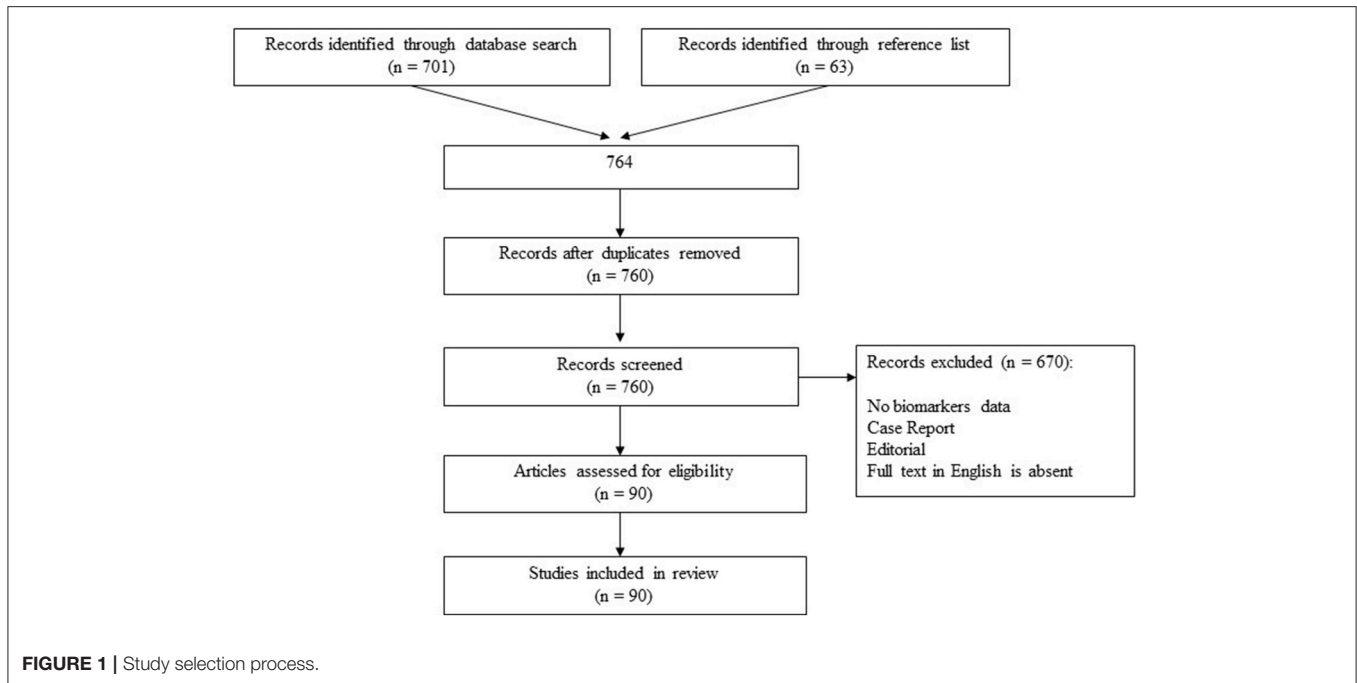 Records identified through database search
(n = 701)
Records identified through reference list
(n = 63)
764
Records after duplicates removed
(n = 760)
Records screened
(n = 760)
Records excluded (n = 670):
No biomarkers data
Case Report
Editorial
Full text in English is absent
Articles assessed for eligibility
(n = 90)
Studies included in review
(n = 90)
FIGURE 1 | Study selection process.